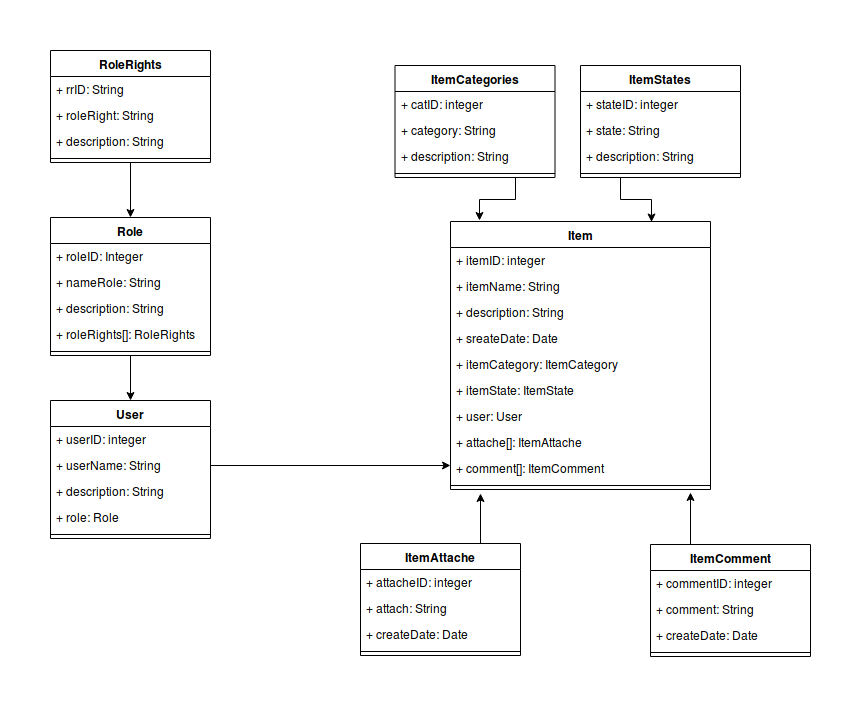 RoleRights
+ rrID: String
+ roleRight: String
+ description: String
ItemCategories
+ catID: integer
+ category: String
+ description: String
ItemStates
+ stateID: integer
+ state: String
+ description: String
Role
+ roleID: Integer
+ nameRole: String
+ description: String
+ roleRights[]: RoleRights
Item
+ itemID: integer
+ itemName: String
+ description: String
+ sreateDate: Date
+ itemCategory: ItemCategory
+ itemState: ItemState
+ user: User
+ attache[]: ItemAttache
+ comment[]: ItemComment
User
+ userID: integer
+ userName: String
+ description: String
+ role: Role
ItemAttache
+ attacheID: integer
+ attach: String
+ createDate: Date
ItemComment
+ commentID: integer
+ comment: String
+ createDate: Date